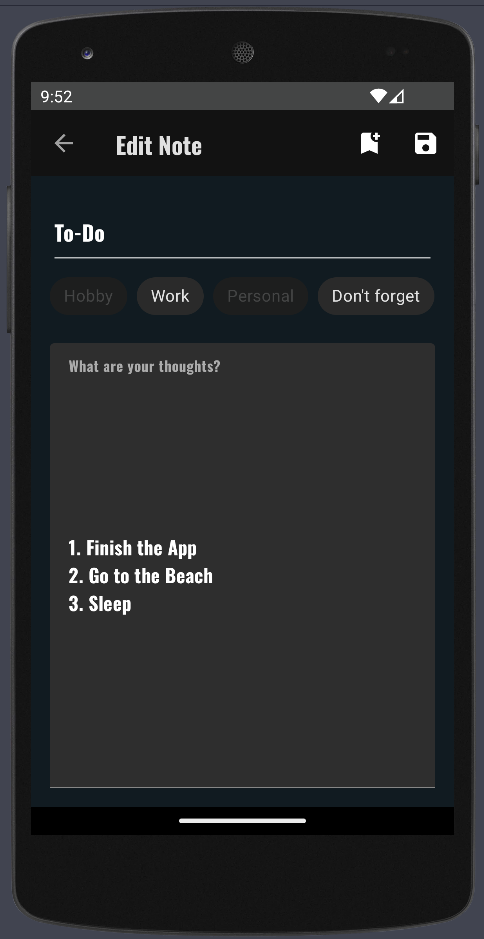 9:52
Edit Note
To-Do
Hobby Work Personal Don't forget
What are your thoughts?
1. Finish the App
2. Go to the Beach
3. Sleep